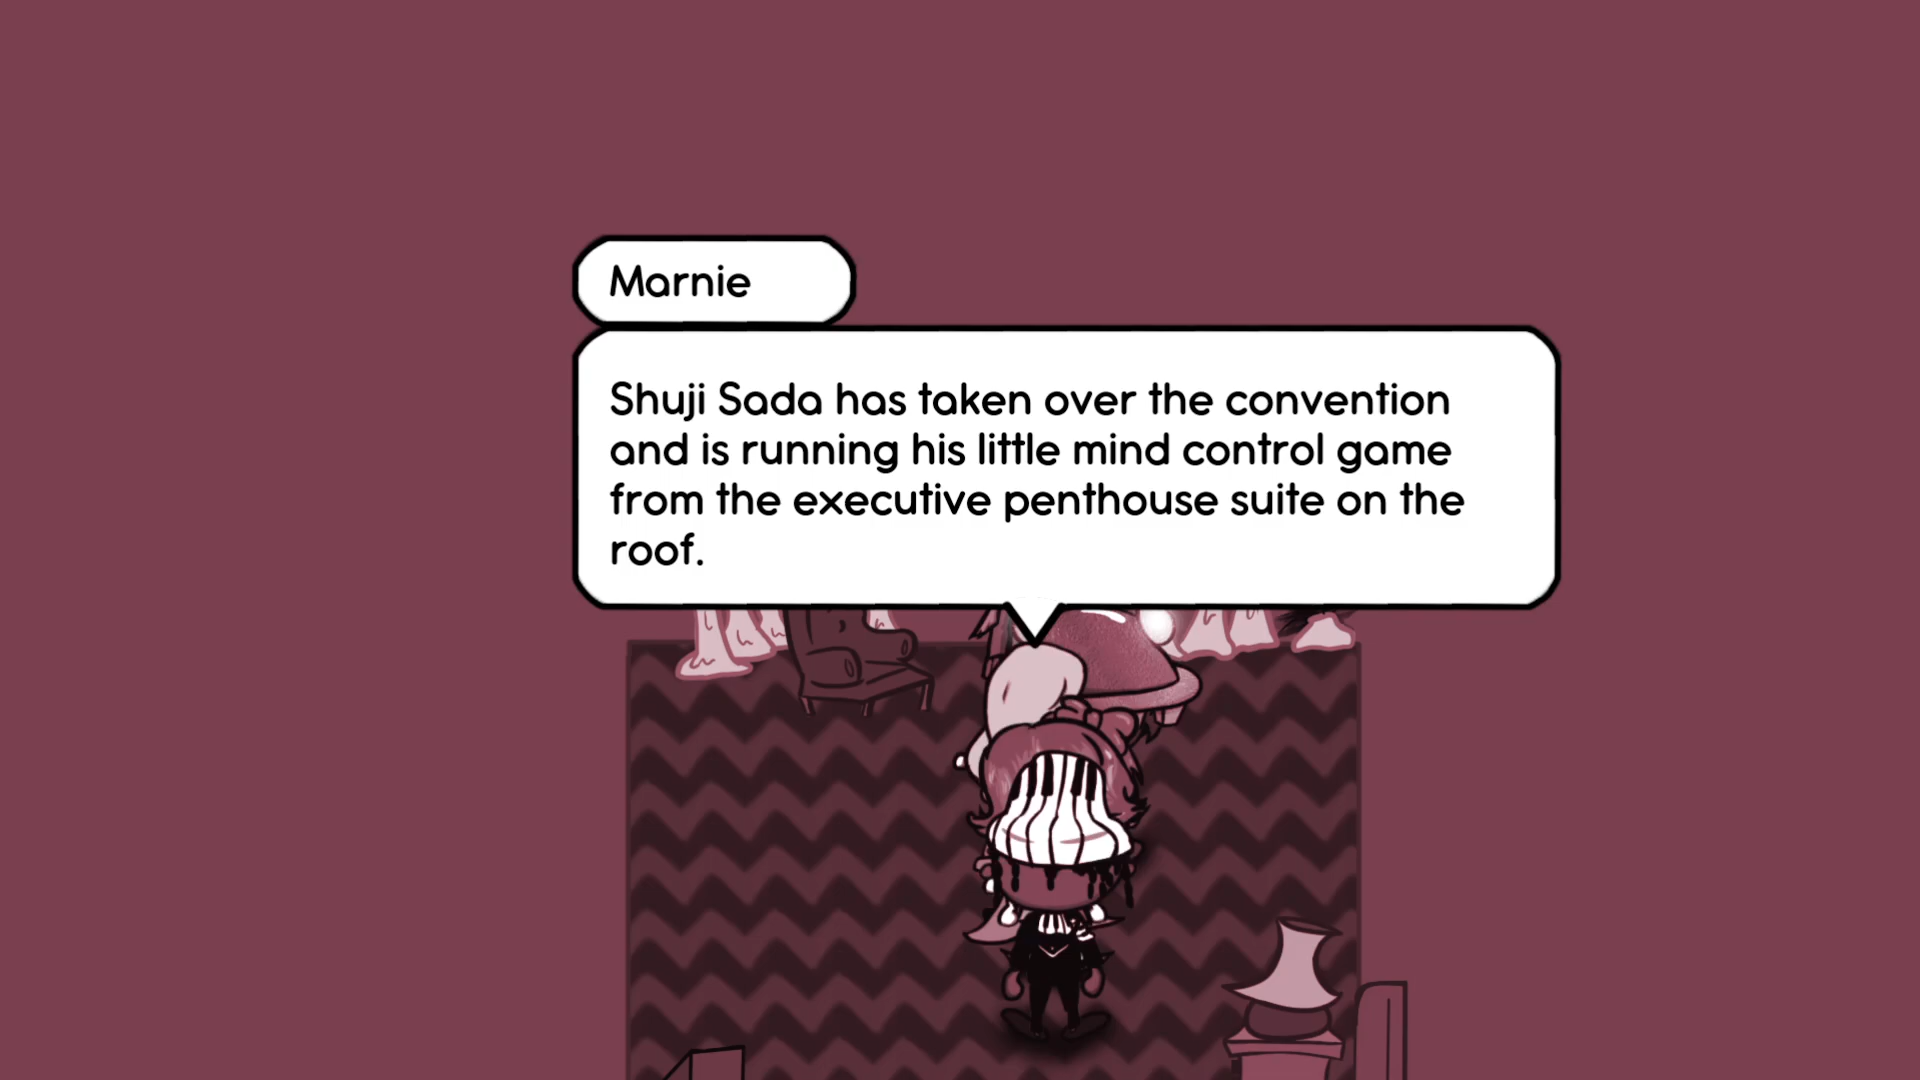 Marnie
Shuji Sada has taken over the convention
and is running his little mind control game
from the executive penthouse suite on the
roof.